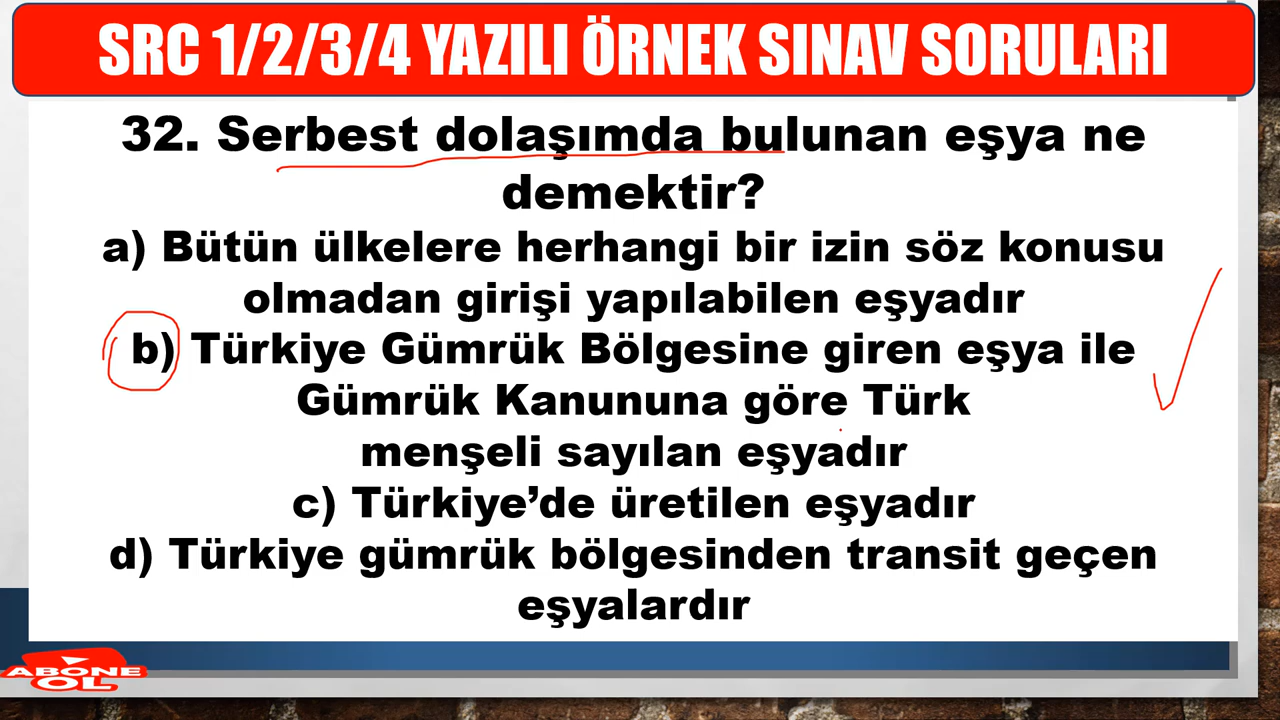 SRC 1/2/3/4 YAZILI ÖRNEK SINAV SORULARI
32. Serbest dolaşımda bulunan eşya ne
demektir?
a) Bütün ülkelere herhangi bir izin söz konusu
olmadan girişi yapılabilen eşyadır
b) Türkiye Gümrük Bölgesine giren eşya ile
Gümrük Kanununa göre Türk
menşeli sayılan eşyadır
c) Türkiye’de üretilen eşyadır
d) Türkiye gümrük bölgesinden transit geçen
eşyalardır
ABONE
OL